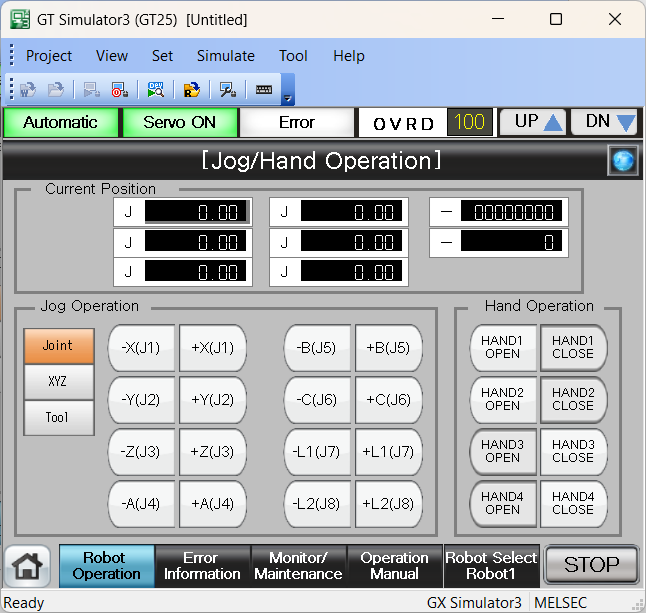 GT Simulator3 (GT25) [Untitled]
Project View Set Simulate Tool Help
Automatic Servo ON Error OVRD 100 UP DN
[Jog/Hand Operation]
Current Position
J 0.00 J 0.00 — 00000000
J 0.00 J 0.00 — 0
J 0.00 J 0.00
Jog Operation
Joint
XYZ
Tool
-X(J1) +X(J1) -B(J5) +B(J5)
-Y(J2) +Y(J2) -C(J6) +C(J6)
-Z(J3) +Z(J3) -L1(J7) +L1(J7)
-A(J4) +A(J4) -L2(J8) +L2(J8)
Hand Operation
HAND1 OPEN HAND1 CLOSE
HAND2 OPEN HAND2 CLOSE
HAND3 OPEN HAND3 CLOSE
HAND4 OPEN HAND4 CLOSE
Robot Operation
Error Information
Monitor/ Maintenance
Operation Manual
Robot Select Robot1
STOP
Ready GX Simulator3 MELSEC